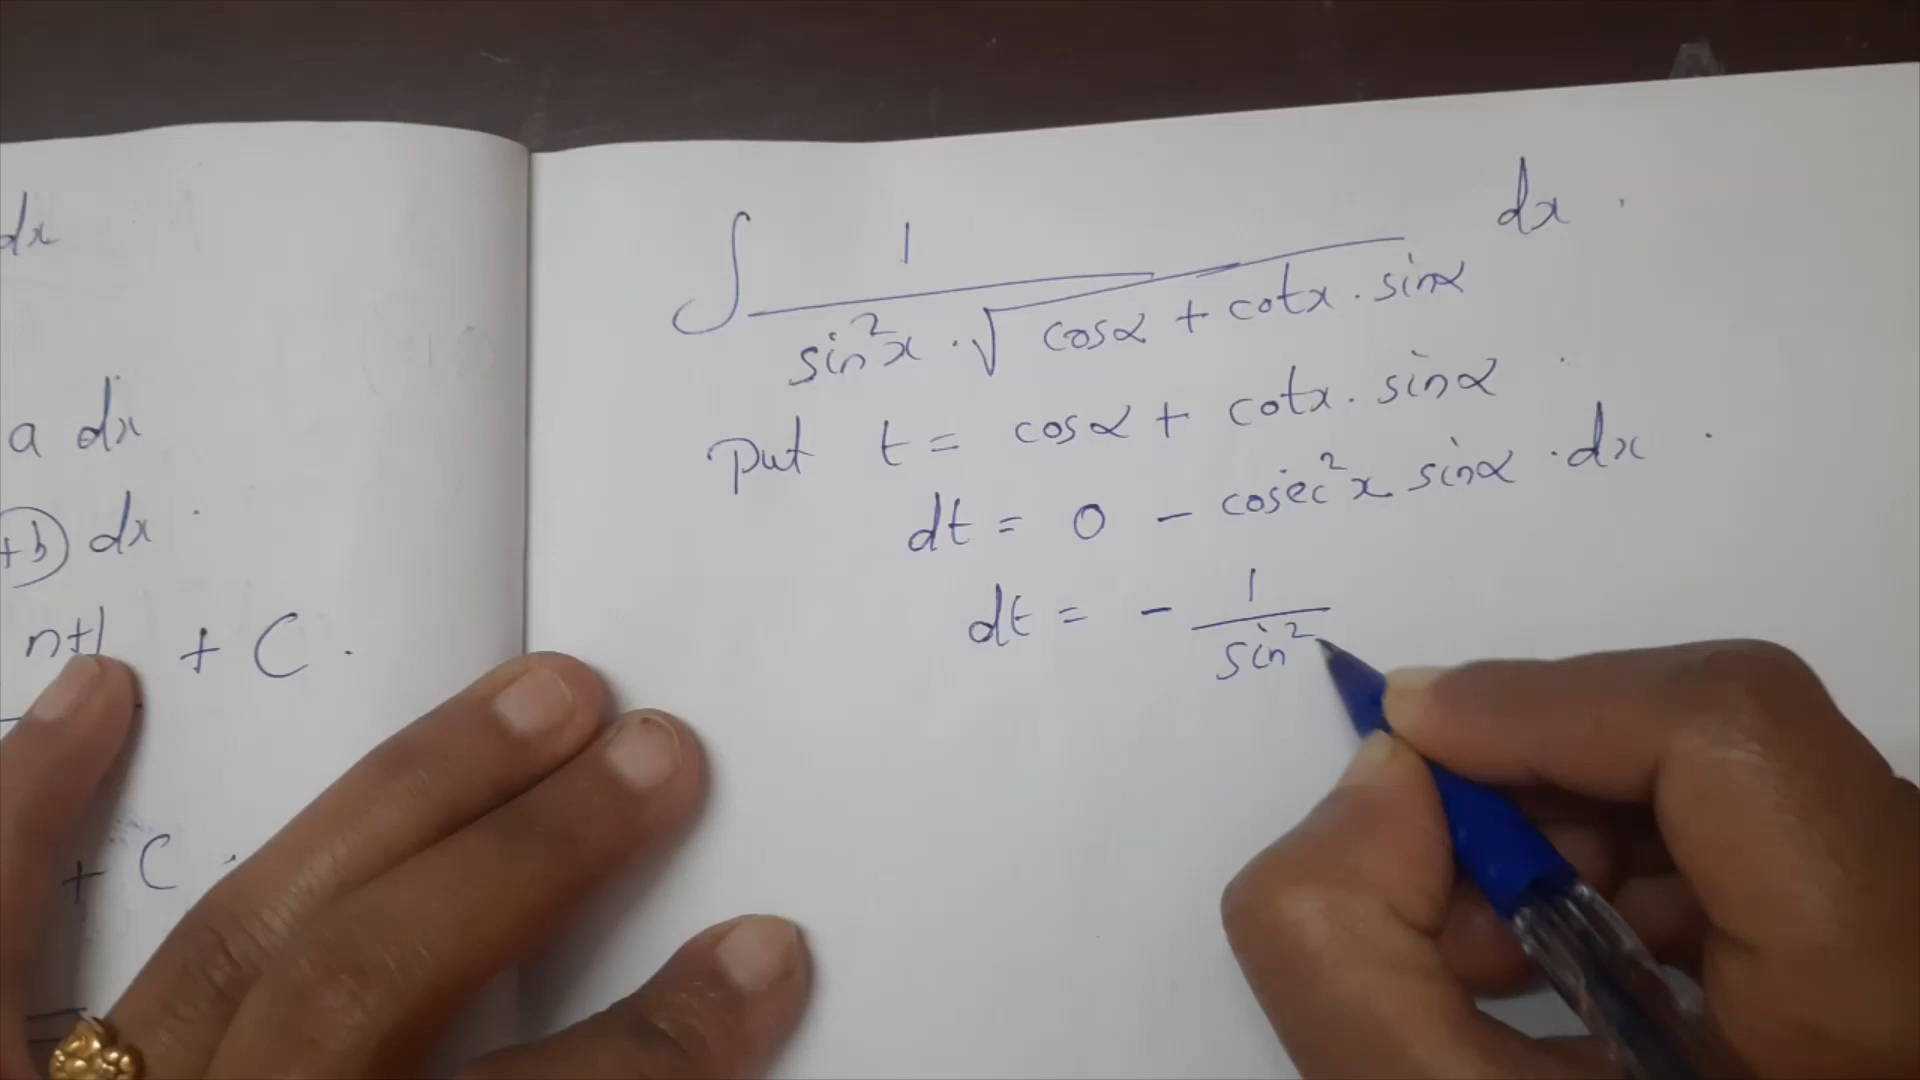 dx
a dx
+b) dx .
n+1 + C .
+ C .
∫ 1 / (sin²x . √(cosα + cotx . sinα)) dx .
Put t = cosα + cotx . sinα .
dt = 0 - cosec²x sinα . dx .
dt = - 1 / sin²